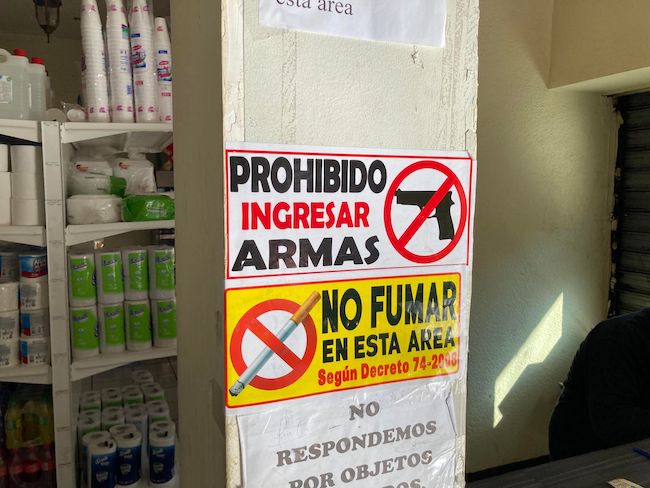 esta área
PROHIBIDO
INGRESAR
ARMAS
NO FUMAR
EN ESTA AREA
Según Decreto 74-2008
NO
RESPONDEMOS
POR OBJETOS